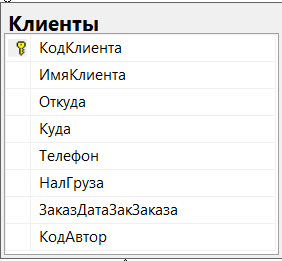 Клиенты
КодКлиента
ИмяКлиента
Откуда
Куда
Телефон
НалГруза
ЗаказДатаЗакЗаказа
КодАвтор